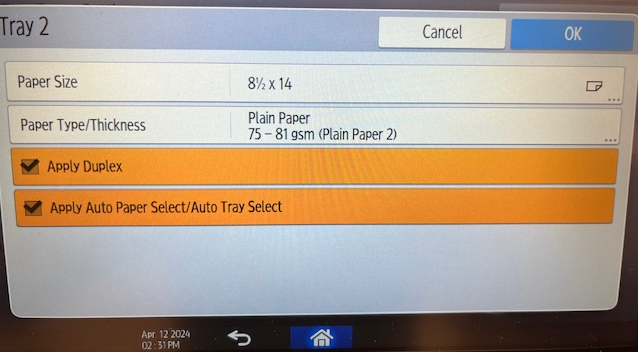 Tray 2
Cancel
OK
Paper Size
8½ x 14
Paper Type/Thickness
Plain Paper
75 – 81 gsm (Plain Paper 2)
Apply Duplex
Apply Auto Paper Select/Auto Tray Select
Apr 12 2024
02:31 PM